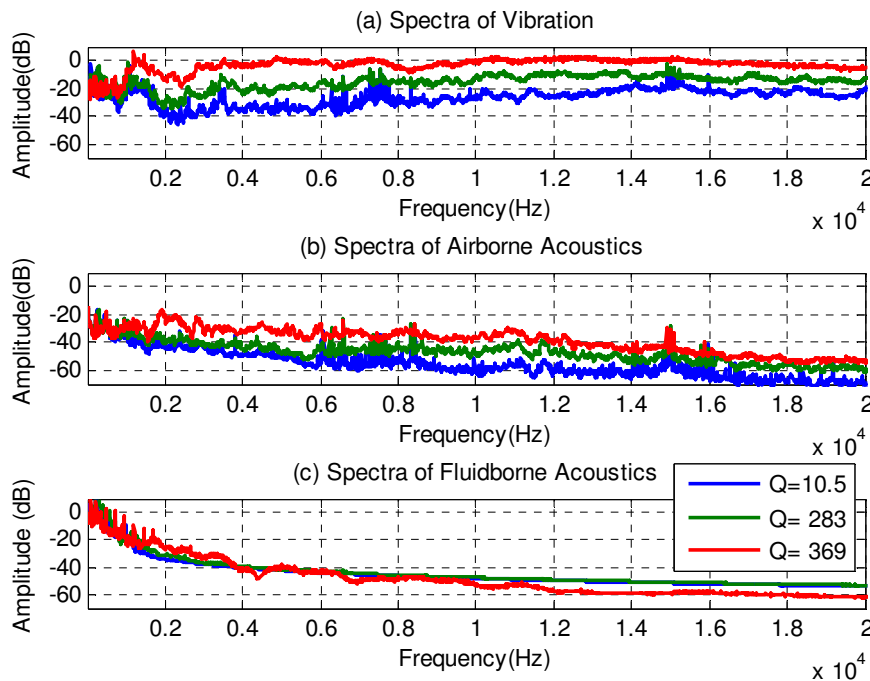 (a) Spectra of Vibration
0
-20
-40
-60
Amplitude(dB)
0.2 0.4 0.6 0.8 1 1.2 1.4 1.6 1.8 2
Frequency(Hz)
x 10^4
(b) Spectra of Airborne Acoustics
0
-20
-40
-60
Amplitude(dB)
0.2 0.4 0.6 0.8 1 1.2 1.4 1.6 1.8 2
Frequency(Hz)
x 10^4
(c) Spectra of Fluidborne Acoustics
0
-20
-40
-60
Amplitude (dB)
Q=10.5
Q= 283
Q= 369
0.2 0.4 0.6 0.8 1 1.2 1.4 1.6 1.8 2
Frequency(Hz)
x 10^4